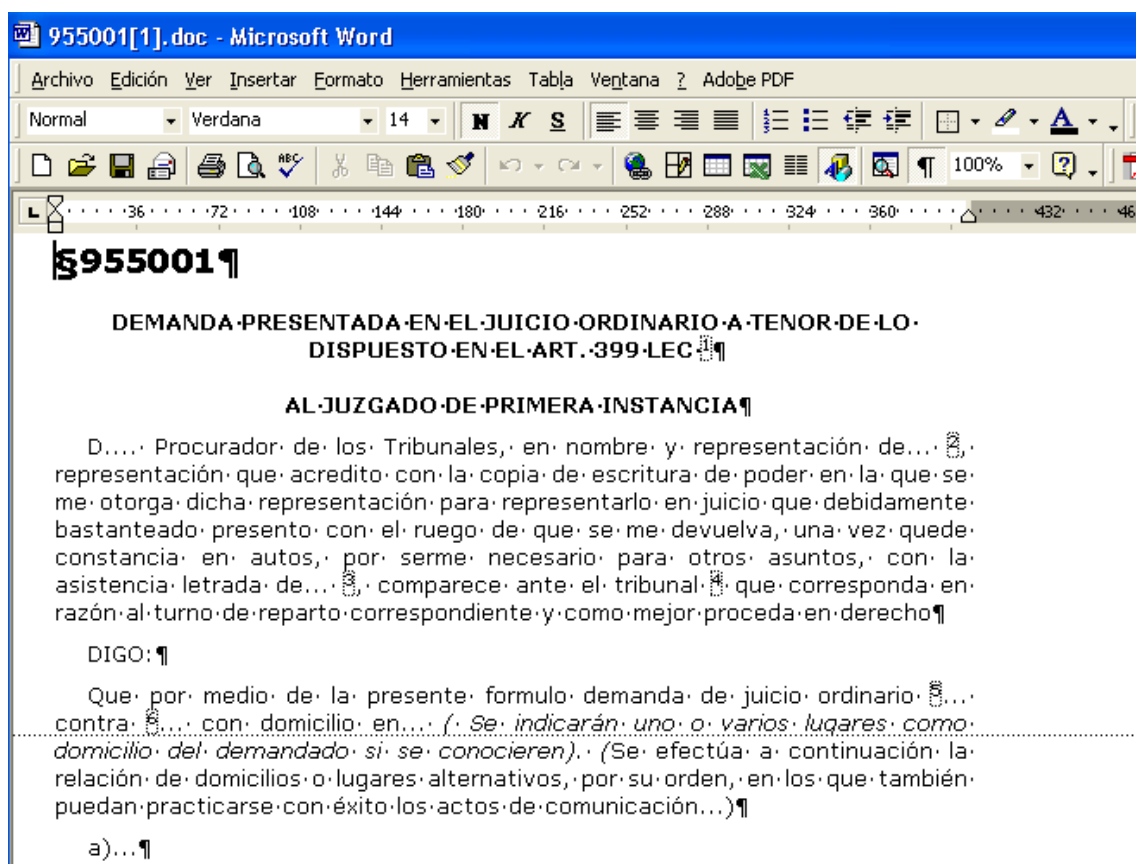 955001[1].doc - Microsoft Word
Archivo Edición Ver Insertar Formato Herramientas Tabla Ventana ? Adobe PDF
Normal Verdana 14 N K S
100%
36 72 108 144 180 216 252 288 324 360 432 46
§955001¶
DEMANDA·PRESENTADA·EN·EL·JUICIO·ORDINARIO·A·TENOR·DE·LO·
DISPUESTO·EN·EL·ART.·399·LEC·1¶
AL·JUZGADO·DE·PRIMERA·INSTANCIA¶
D....· Procurador· de· los· Tribunales,· en· nombre· y· representación· de...· 2,·
representación· que· acredito· con· la· copia· de· escritura· de· poder· en· la· que· se·
me· otorga· dicha· representación· para· representarlo· en· juicio· que· debidamente·
bastanteado· presento· con· el· ruego· de· que· se· me· devuelva,· una· vez· quede·
constancia· en· autos,· por· serme· necesario· para· otros· asuntos,· con· la·
asistencia· letrada· de...· 3,· comparece· ante· el· tribunal· 4· que· corresponda· en·
razón·al·turno·de·reparto·correspondiente·y·como·mejor·proceda·en·derecho¶
DIGO:¶
Que· por· medio· de· la· presente· formulo· demanda· de· juicio· ordinario· 5...·
contra· 6...· con· domicilio· en...· (· Se· indicarán· uno· o· varios· lugares· como·
domicilio· del· demandado· si· se· conocieren).· (Se· efectúa· a· continuación· la·
relación· de· domicilios· o· lugares· alternativos,· por· su· orden,· en· los· que· también·
puedan·practicarse·con·éxito·los·actos·de·comunicación...)¶
a)...¶